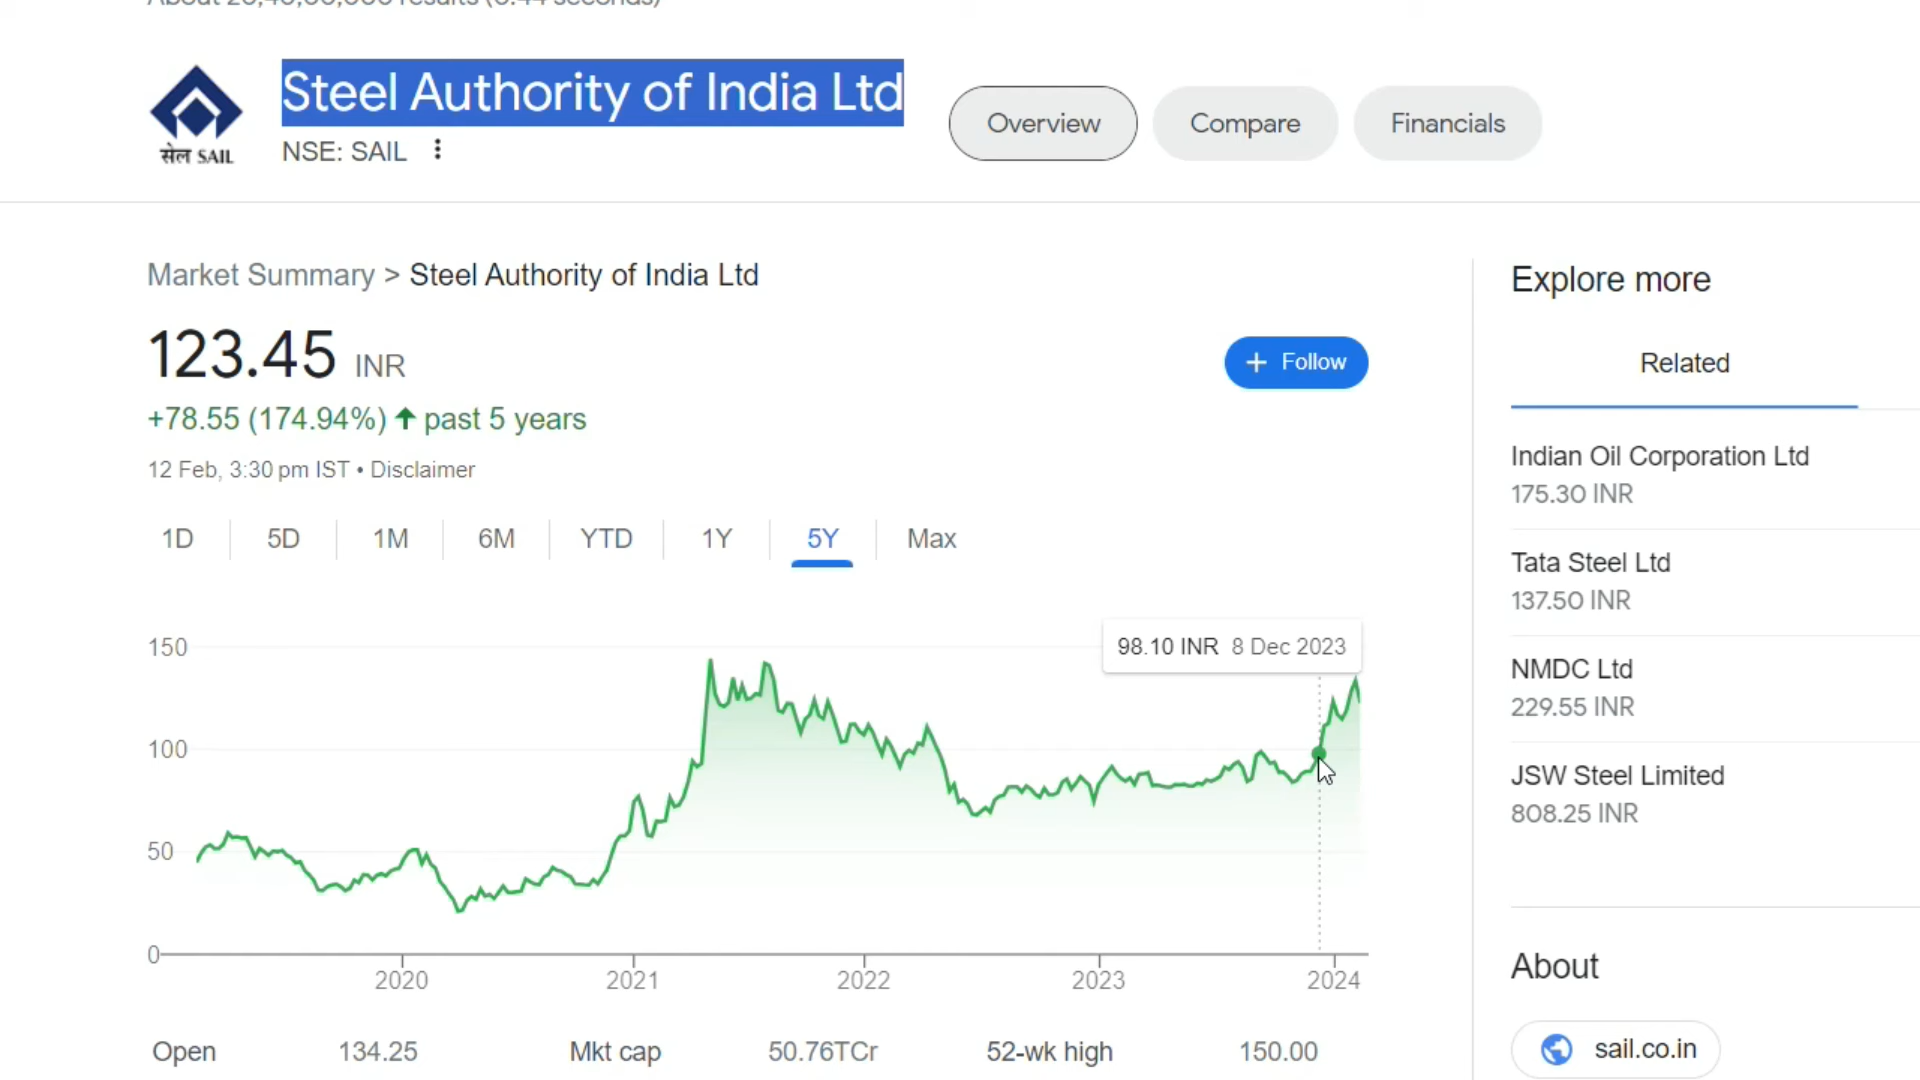 Steel Authority of India Ltd
NSE: SAIL
सेल SAIL
Overview
Compare
Financials
Market Summary > Steel Authority of India Ltd
123.45 INR
+78.55 (174.94%) ↑ past 5 years
12 Feb, 3:30 pm IST • Disclaimer
+ Follow
1D 5D 1M 6M YTD 1Y 5Y Max
98.10 INR 8 Dec 2023
150
100
50
0
2020 2021 2022 2023 2024
Open 134.25 Mkt cap 50.76TCr 52-wk high 150.00
Explore more
Related
Indian Oil Corporation Ltd
175.30 INR
Tata Steel Ltd
137.50 INR
NMDC Ltd
229.55 INR
JSW Steel Limited
808.25 INR
About
sail.co.in